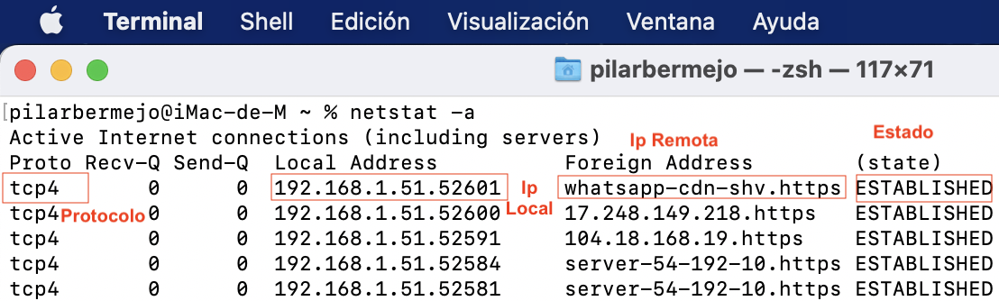 Terminal Shell Edición Visualización Ventana Ayuda
pilarbermejo — -zsh — 117×71
[pilarbermejo@iMac-de-M ~ % netstat -a
Active Internet connections (including servers)
Ip Remota
Estado
Proto Recv-Q Send-Q Local Address Foreign Address (state)
tcp4 0 0 192.168.1.51.52601 whatsapp-cdn-shv.https ESTABLISHED
Ip Local
Protocolo
tcp4 0 0 192.168.1.51.52600 17.248.149.218.https ESTABLISHED
tcp4 0 0 192.168.1.51.52591 104.18.168.19.https ESTABLISHED
tcp4 0 0 192.168.1.51.52584 server-54-192-10.https ESTABLISHED
tcp4 0 0 192.168.1.51.52581 server-54-192-10.https ESTABLISHED